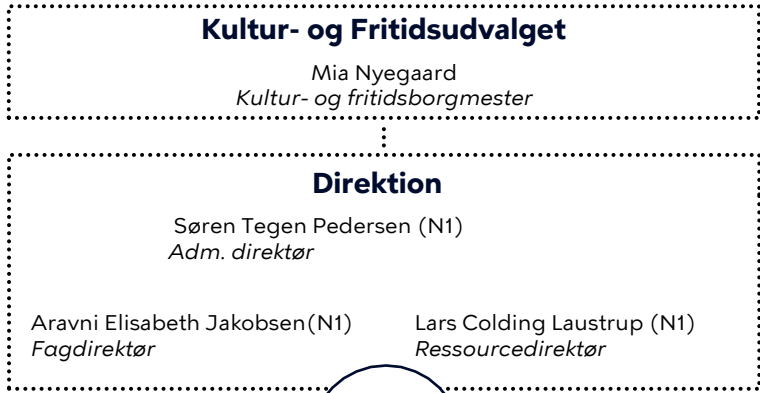 Kultur- og Fritidsudvalget
Mia Nyegaard
Kultur- og fritidsborgmester
Direktion
Søren Tegen Pedersen (N1)
Adm. direktør
Aravni Elisabeth Jakobsen(N1)
Fagdirektør
Lars Colding Laustrup (N1)
Ressourcedirektør